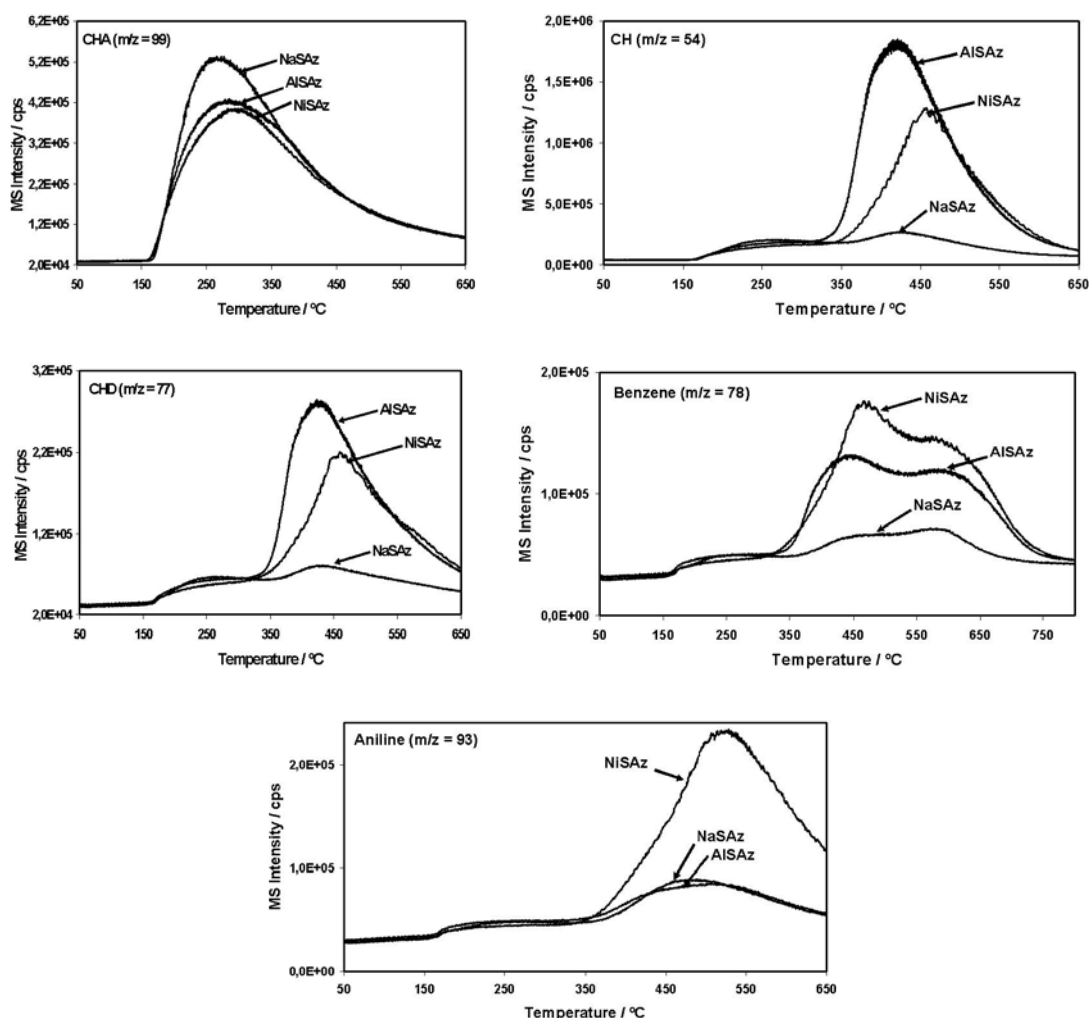 CHA (m/z = 99)
6,2E+05
5,2E+05
4,2E+05
3,2E+05
2,2E+05
1,2E+05
2,0E+04
MS Intensity / cps
NaSAz
AlSAz
NiSAz
50 150 250 350 450 550 650
Temperature / ºC
CH (m/z = 54)
2,0E+06
1,5E+06
1,0E+06
5,0E+05
0,0E+00
MS Intensity / cps
AlSAz
NiSAz
NaSAz
50 150 250 350 450 550 650
Temperature / ºC
CHD (m/z = 77)
3,2E+05
2,2E+05
1,2E+05
2,0E+04
MS Intensity / cps
AlSAz
NiSAz
NaSAz
50 150 250 350 450 550 650
Temperature / ºC
Benzene (m/z = 78)
2,0E+05
1,0E+05
0,0E+00
MS Intensity / cps
NiSAz
AlSAz
NaSAz
50 150 250 350 450 550 650 750
Temperature / ºC
Aniline (m/z = 93)
2,0E+05
1,0E+05
0,0E+00
MS Intensity / cps
NiSAz
NaSAz
AlSAz
50 150 250 350 450 550 650
Temperature / ºC